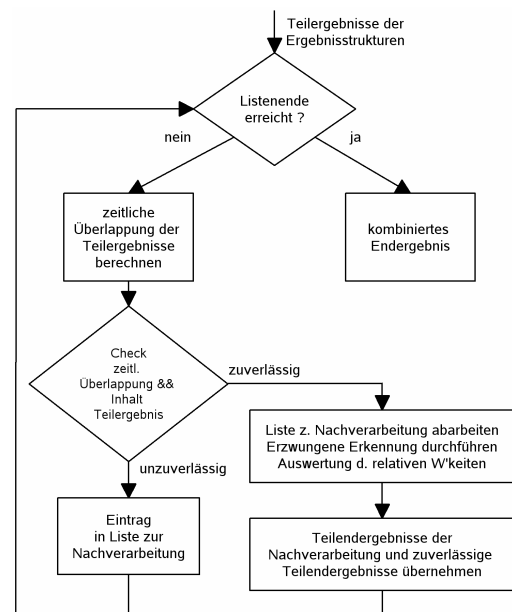 Teilergebnisse der
Ergebnisstrukturen
Listenende
erreicht ?
nein
ja
zeitliche
Überlappung der
Teilergebnisse
berechnen
kombiniertes
Endergebnis
Check
zeitl.
Überlappung &&
Inhalt
Teilergebnis
zuverlässig
Liste z. Nachverarbeitung abarbeiten
Erzwungene Erkennung durchführen
Auswertung d. relativen W'keiten
unzuverlässig
Eintrag
in Liste zur
Nachverarbeitung
Teilendergebnisse der
Nachverarbeitung und zuverlässige
Teilendergebnisse übernehmen